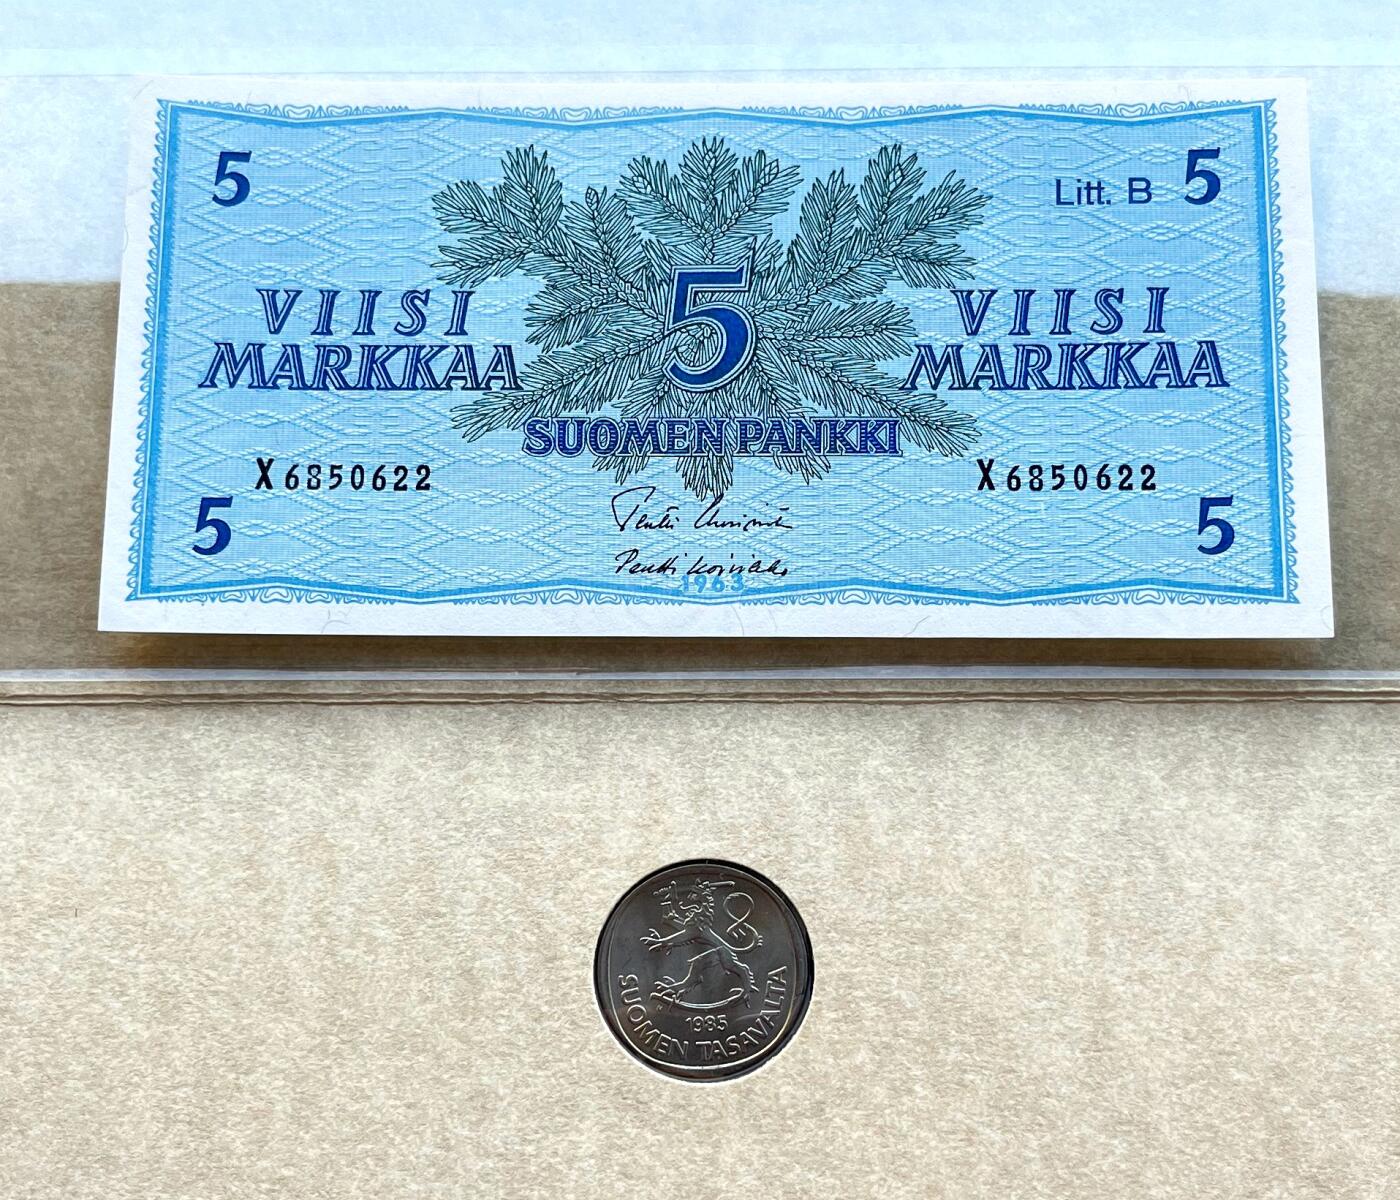 5 Litt. B 5
VIISI 5 VIISI
MARKKAA MARKKAA
SUOMEN PANKKI
X6850622 X6850622
5 5
1963
1985
SUOMEN TASAVALTA